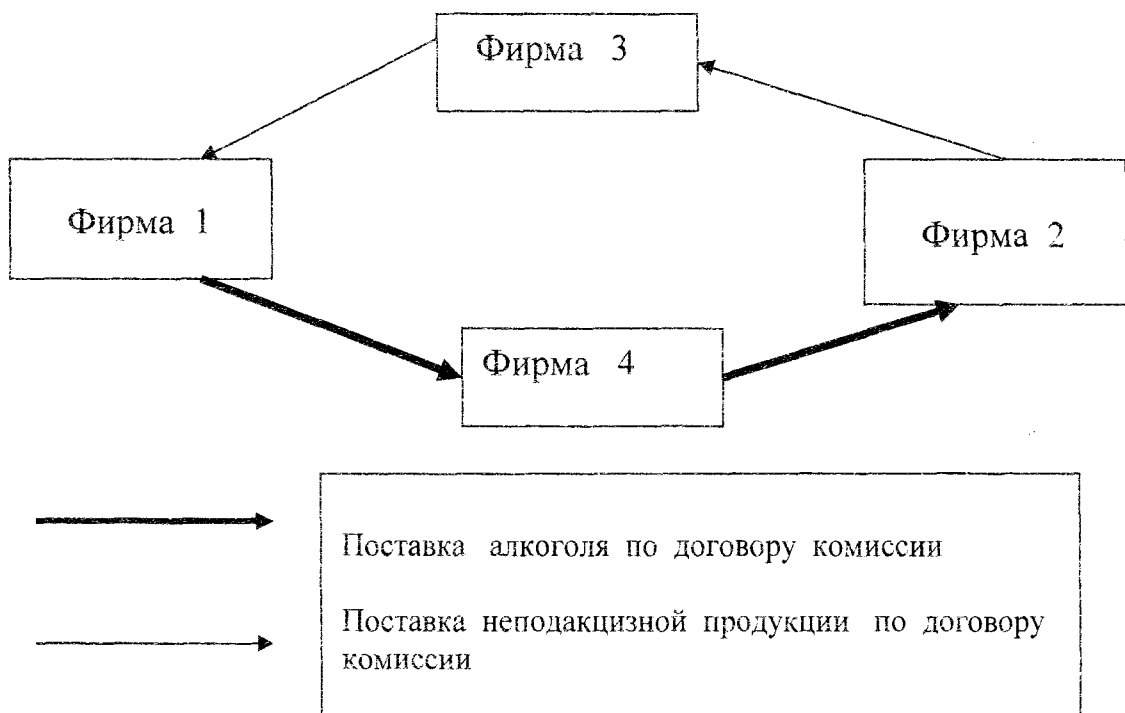 Фирма 3
Фирма 1
Фирма 2
Фирма 4
Поставка алкоголя по договору комиссии
Поставка неподакцизной продукции по договору
комиссии